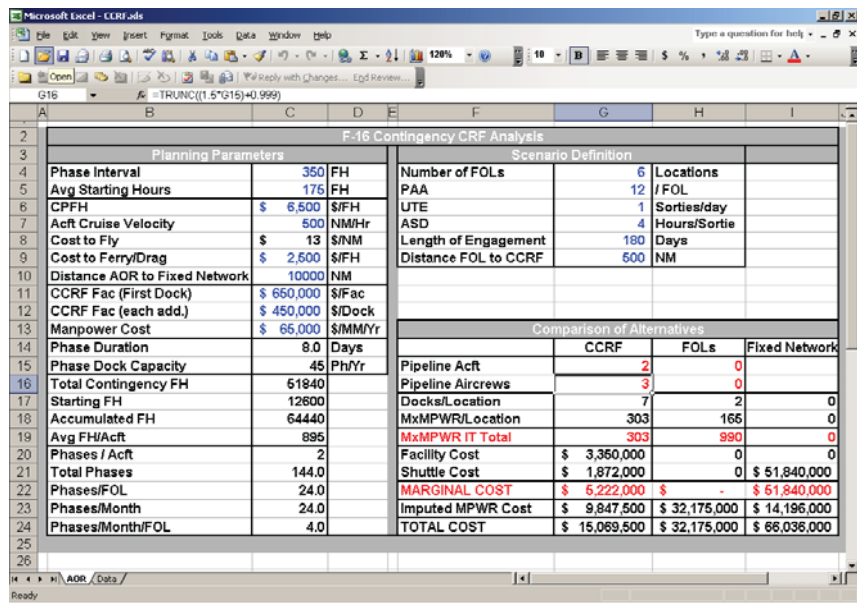 Microsoft Excel - CCRF.xls
File Edit View Insert Format Tools Data Window Help Type a question for help
120% 10 B $ % ,
Open Reply with Changes... End Review...
G16 fx =TRUNC((1.5*G15)+0.999)
A B C D E F G H I
2 F-16 Contingency CRF Analysis
3 Planning Parameters Scenario Definition
4 Phase Interval 350 FH Number of FOLs 6 Locations
5 Avg Starting Hours 175 FH PAA 12 / FOL
6 CPFH $ 6,500 $/FH UTE 1 Sorties/day
7 Acft Cruise Velocity 500 NM/Hr ASD 4 Hours/Sortie
8 Cost to Fly $ 13 $/NM Length of Engagement 180 Days
9 Cost to Ferry/Drag $ 2,500 $/FH Distance FOL to CCRF 500 NM
10 Distance AOR to Fixed Network 10000 NM
11 CCRF Fac (First Dock) $ 650,000 $/Fac
12 CCRF Fac (each add.) $ 450,000 $/Dock
13 Manpower Cost $ 65,000 $/MM/Yr Comparison of Alternatives
14 Phase Duration 8.0 Days CCRF FOLs Fixed Network
15 Phase Dock Capacity 45 Ph/Yr Pipeline Acft 2 0
16 Total Contingency FH 51840 Pipeline Aircrews 3 0
17 Starting FH 12600 Docks/Location 7 2 0
18 Accumulated FH 64440 MxMPWR/Location 303 165 0
19 Avg FH/Acft 895 MxMPWR IT Total 303 990 0
20 Phases / Acft 2 Facility Cost $ 3,350,000 0 0
21 Total Phases 144.0 Shuttle Cost $ 1,872,000 0 $ 51,840,000
22 Phases/FOL 24.0 MARGINAL COST $ 5,222,000 $ - $ 51,840,000
23 Phases/Month 24.0 Imputed MPWR Cost $ 9,847,500 $ 32,175,000 $ 14,196,000
24 Phases/Month/FOL 4.0 TOTAL COST $ 15,069,500 $ 32,175,000 $ 66,036,000
25
26
AOR Data
Ready